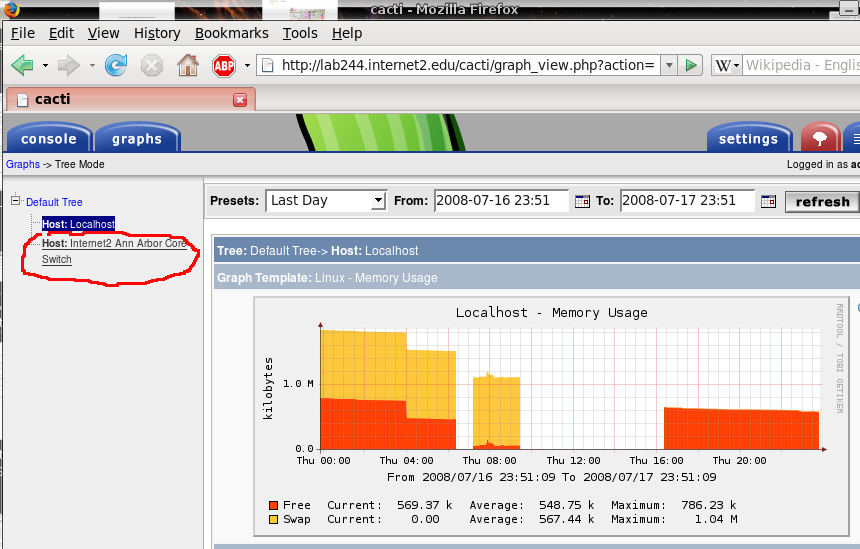 cacti - Mozilla Firefox
File Edit View History Bookmarks Tools Help
ABP http://lab244.internet2.edu/cacti/graph_view.php?action= W Wikipedia - Englis
cacti
console graphs settings
Graphs -> Tree Mode Logged in as
Default Tree
Host: Localhost
Host: Internet2 Ann Arbor Core
Switch
Presets: Last Day From: 2008-07-16 23:51 To: 2008-07-17 23:51 refresh
Tree: Default Tree-> Host: Localhost
Graph Template: Linux - Memory Usage
Localhost - Memory Usage
RRDTOOL / TOBI OETIKER
kilobytes
1.0 M
0.0
Thu 00:00 Thu 04:00 Thu 08:00 Thu 12:00 Thu 16:00 Thu 20:00
From 2008/07/16 23:51:09 To 2008/07/17 23:51:09
Free Current: 569.37 k Average: 548.75 k Maximum: 786.23 k
Swap Current: 0.00 Average: 567.44 k Maximum: 1.04 M